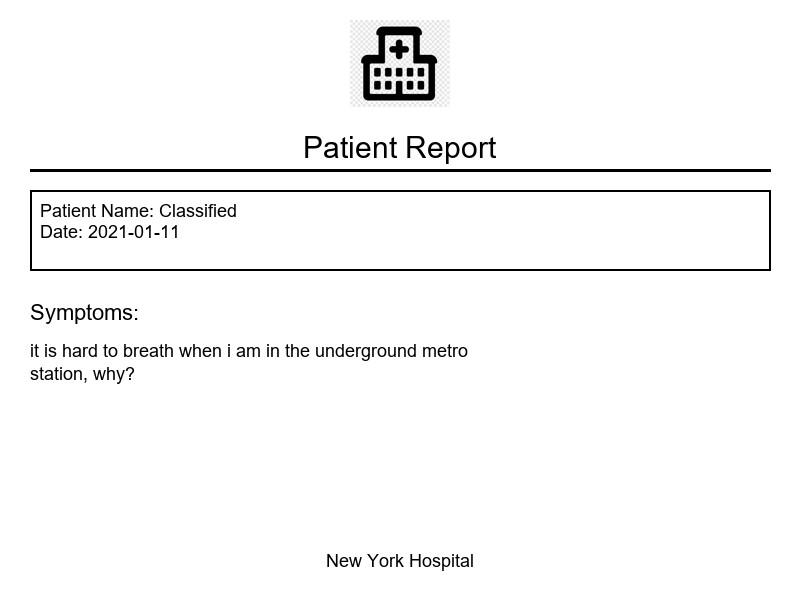 Patient Report
Patient Name: Classified
Date: 2021-01-11
Symptoms:
it is hard to breath when i am in the underground metro
station, why?
New York Hospital